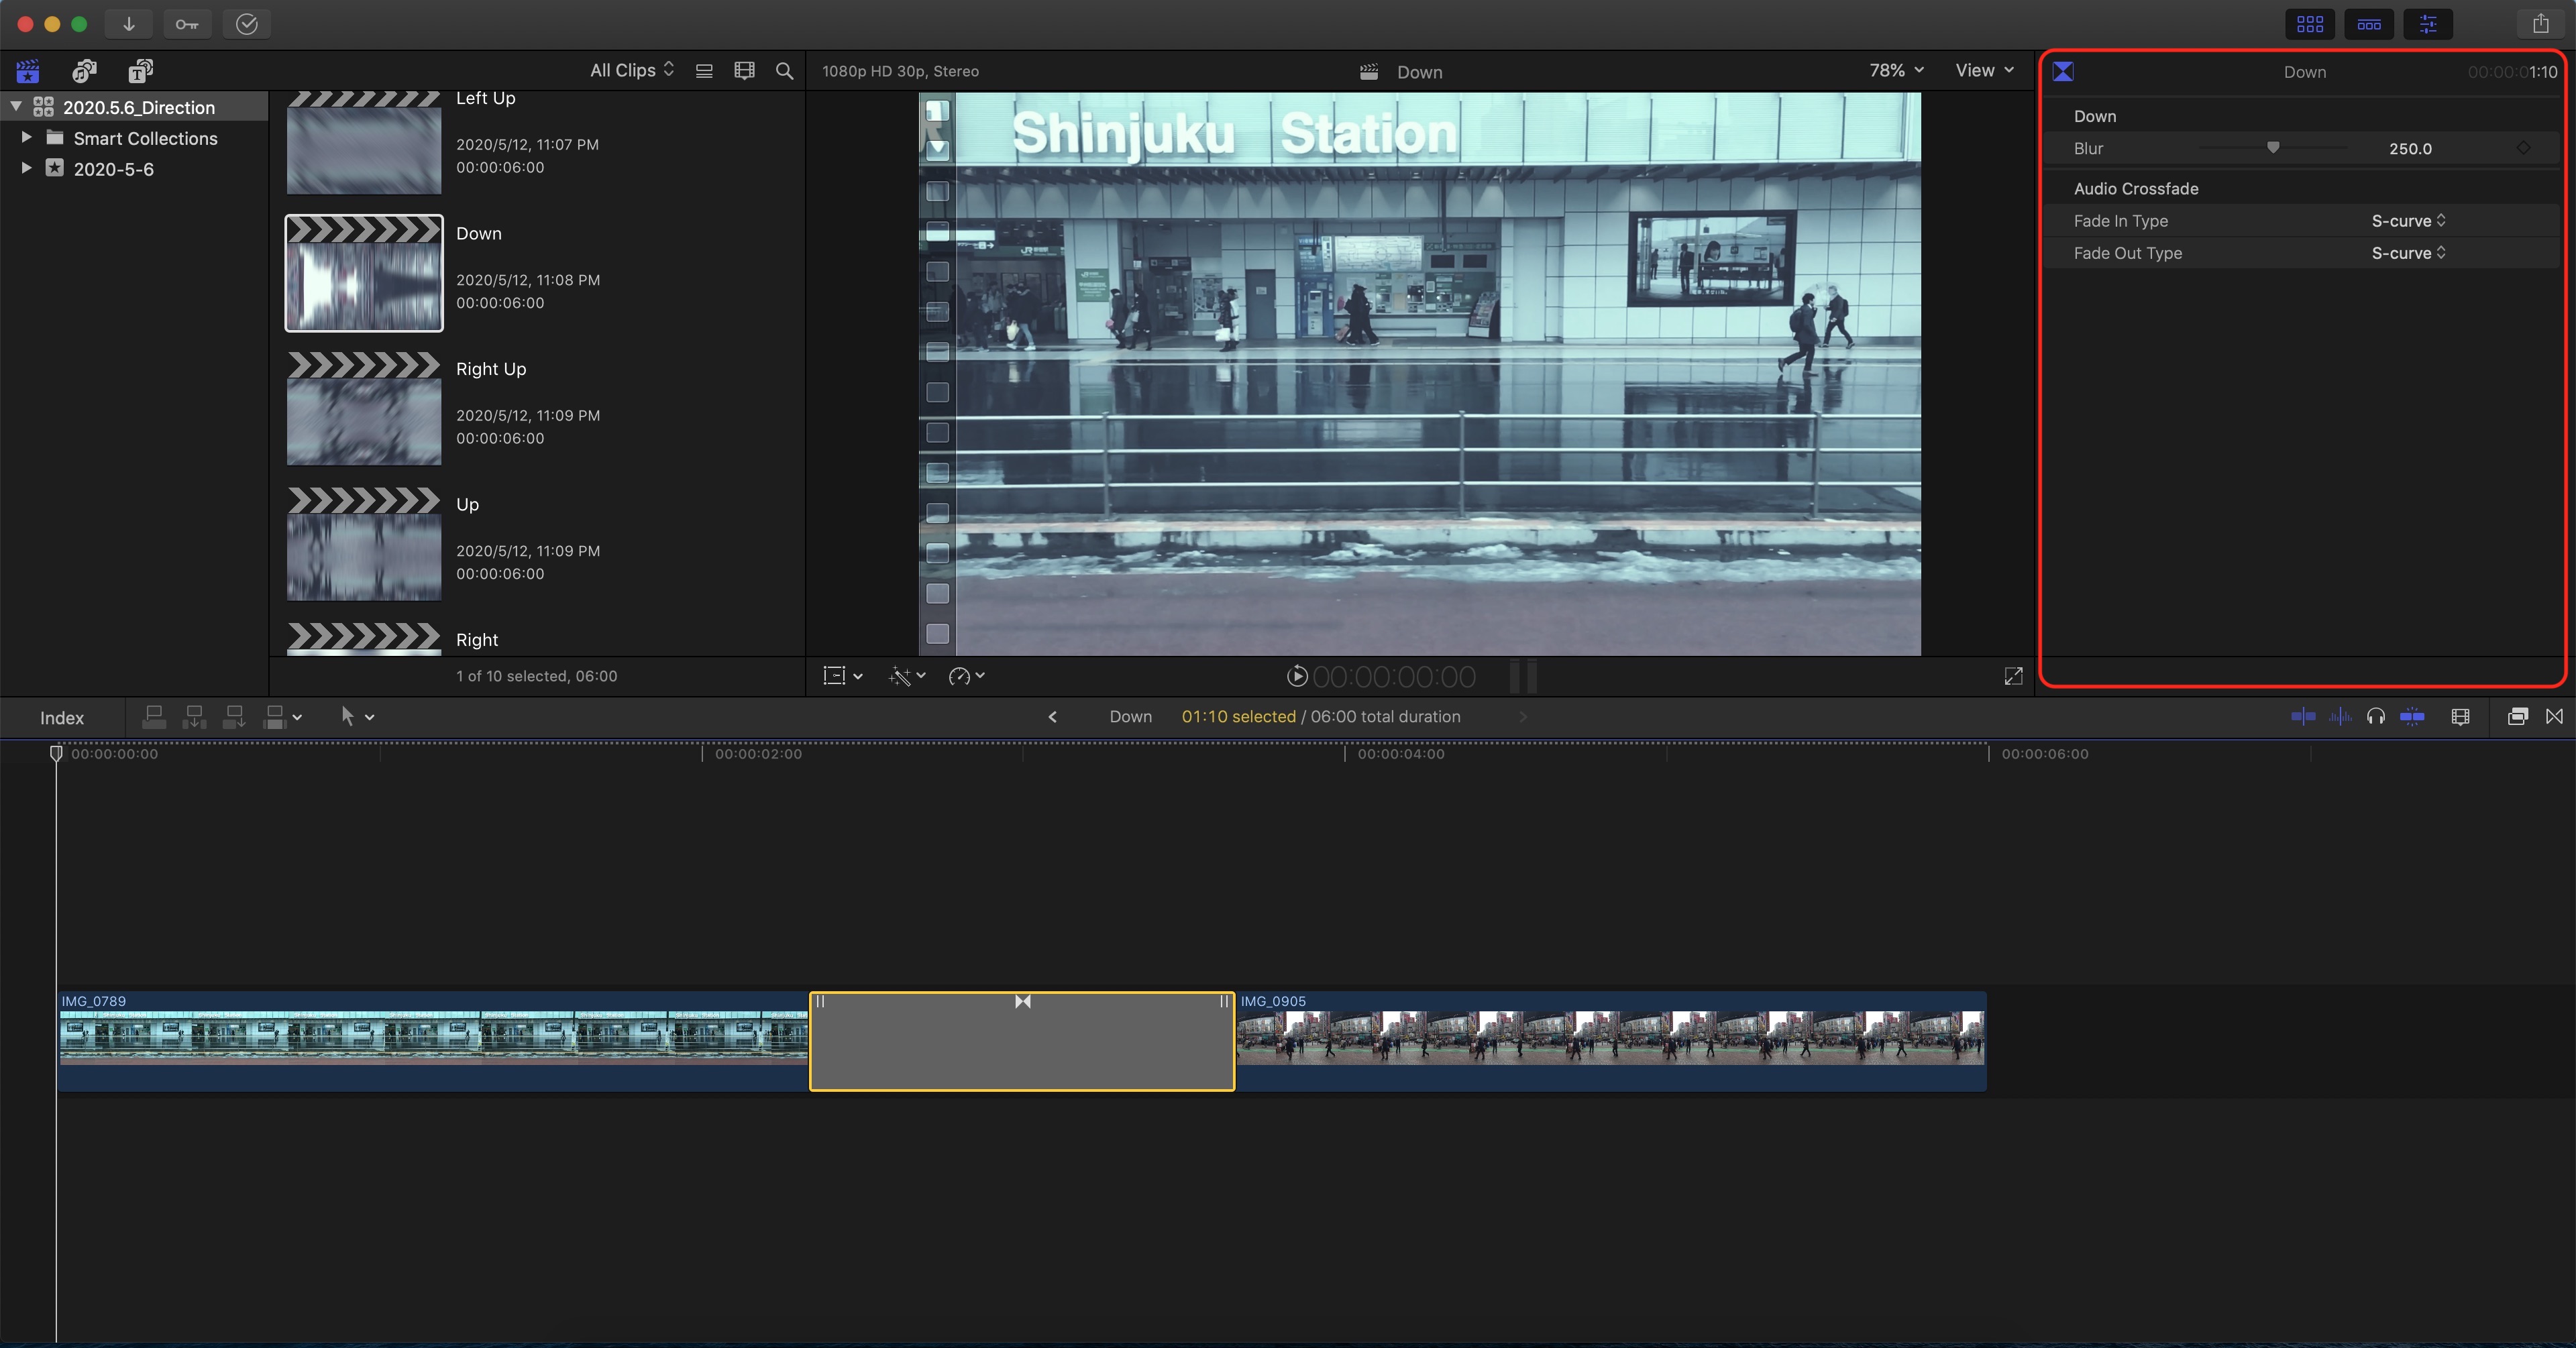 All Clips
1080p HD 30p, Stereo
Down
78%
View
Down
00:00:01:10
2020.5.6_Direction
Smart Collections
2020-5-6
Left Up
2020/5/12, 11:07 PM
00:00:06:00
Down
2020/5/12, 11:08 PM
00:00:06:00
Right Up
2020/5/12, 11:09 PM
00:00:06:00
Up
2020/5/12, 11:09 PM
00:00:06:00
Right
1 of 10 selected, 06:00
Shinjuku Station
JR
00:00:00:00
Down
Blur
250.0
Audio Crossfade
Fade In Type
S-curve
Fade Out Type
S-curve
Index
Down
01:10 selected / 06:00 total duration
00:00:00:00
00:00:02:00
00:00:04:00
00:00:06:00
IMG_0789
IMG_0905